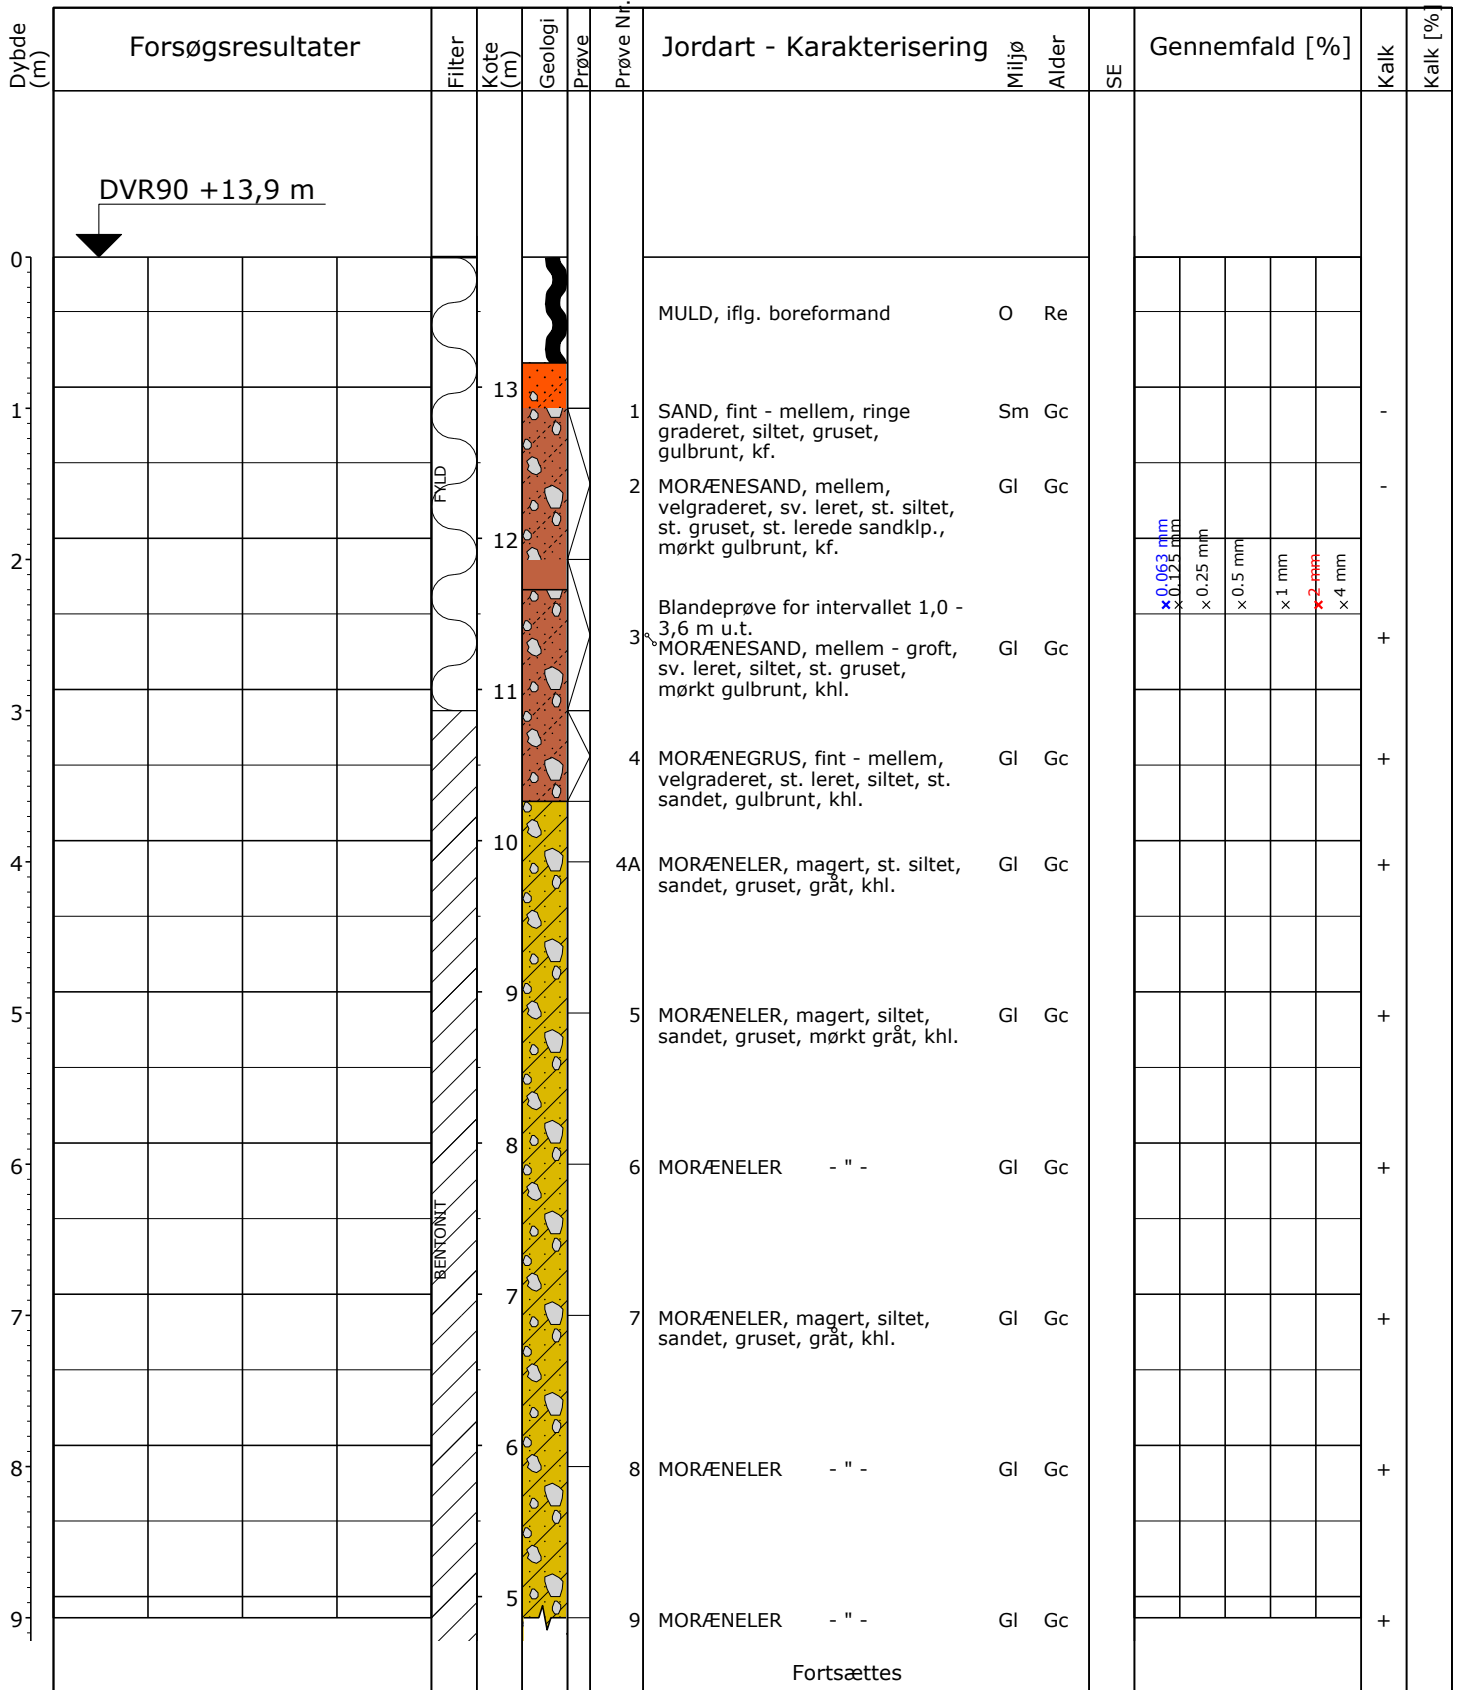 Dybde (m)
Forsøgsresultater
Filter
Kote (m)
Geologi
Prøve
Prøve Nr.
Jordart - Karakterisering
Miljø
Alder
SE
Gennemfald [%]
Kalk
Kalk [%]
DVR90 +13,9 m
0
MULD, iflg. boreformand O Re
13
1
1 SAND, fint - mellem, ringe Sm Gc -
graderet, siltet, gruset,
gulbrunt, kf.
FYLD
2 MORÆNESAND, mellem, Gl Gc -
velgraderet, sv. leret, st. siltet,
st. gruset, st. lerede sandklp.,
mørkt gulbrunt, kf.
12
2
× 0.063 mm
× 0.125 mm
× 0.25 mm
× 0.5 mm
× 1 mm
× 2 mm
× 4 mm
Blandeprøve for intervallet 1,0 -
3,6 m u.t.
3 MORÆNESAND, mellem - groft, Gl Gc +
sv. leret, siltet, st. gruset,
mørkt gulbrunt, khl.
11
3
4 MORÆNEGRUS, fint - mellem, Gl Gc +
velgraderet, st. leret, siltet, st.
sandet, gulbrunt, khl.
10
4
4A MORÆNELER, magert, st. siltet, Gl Gc +
sandet, gruset, gråt, khl.
9
5
5 MORÆNELER, magert, siltet, Gl Gc +
sandet, gruset, mørkt gråt, khl.
8
6
6 MORÆNELER - " - Gl Gc +
BENTONIT
7
7
7 MORÆNELER, magert, siltet, Gl Gc +
sandet, gruset, gråt, khl.
6
8
8 MORÆNELER - " - Gl Gc +
5
9
9 MORÆNELER - " - Gl Gc +
Fortsættes